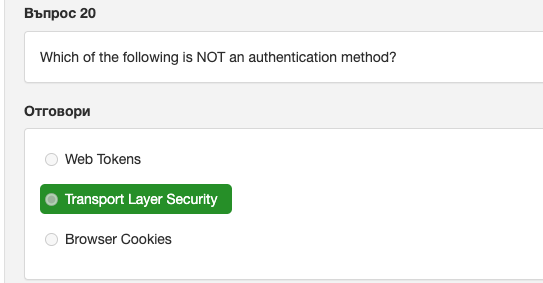 Въпрос 20
Which of the following is NOT an authentication method?
Отговори
Web Tokens
Transport Layer Security
Browser Cookies